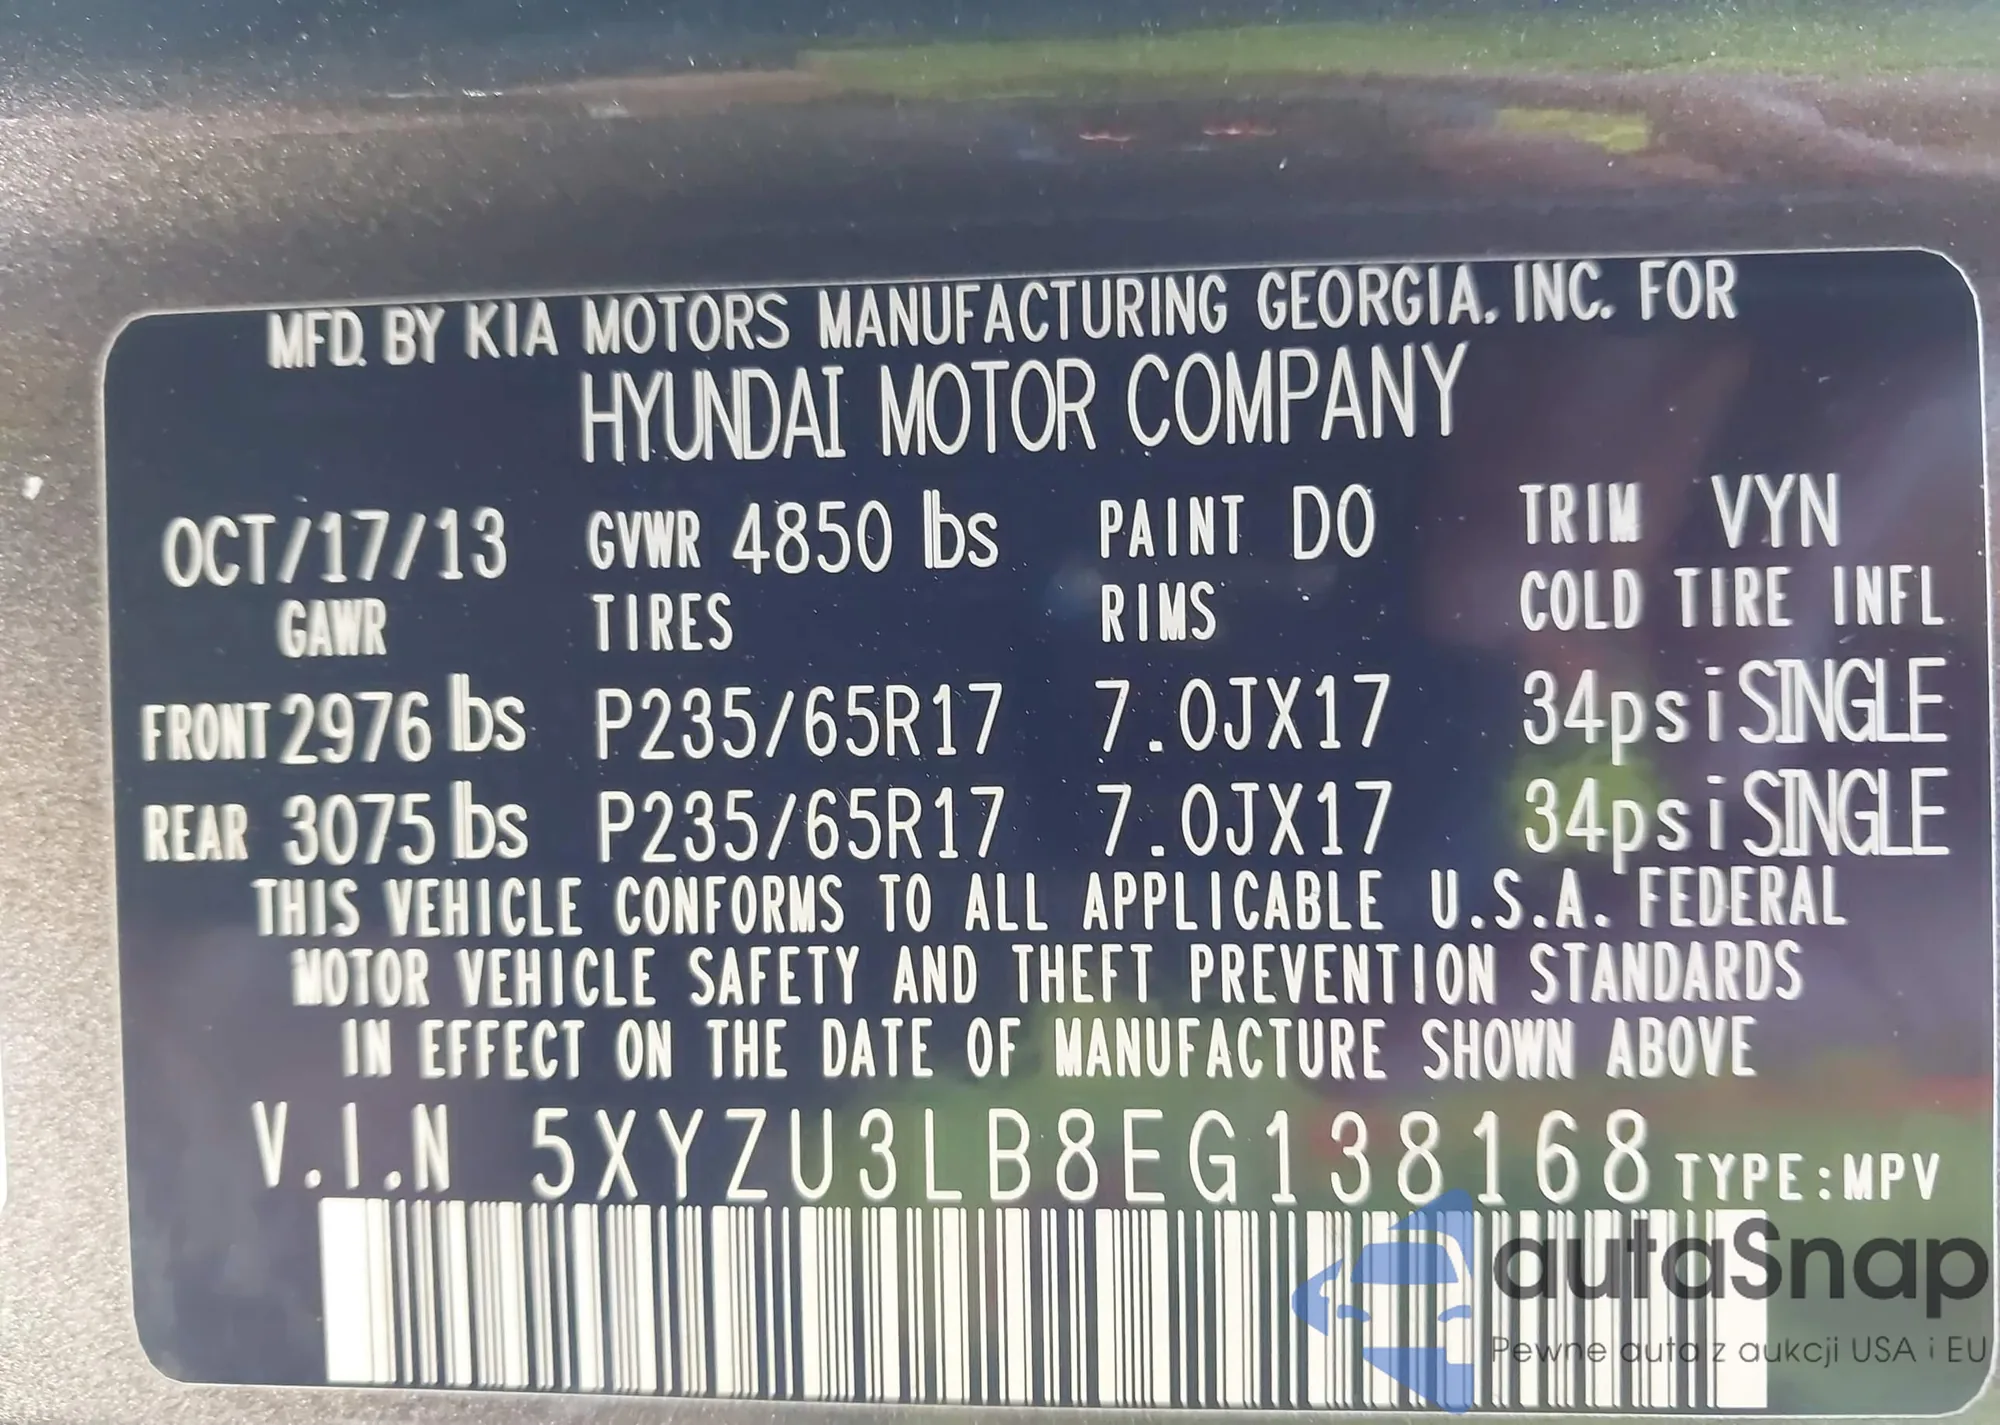 MFD. BY KIA MOTORS MANUFACTURING GEORGIA, INC. FOR
HYUNDAI MOTOR COMPANY
OCT/17/13 GVWR 4850 lbs PAINT D0 TRIM VYN
GAWR TIRES RIMS COLD TIRE INFL
FRONT 2976 lbs P235/65R17 7.0JX17 34psi SINGLE
REAR 3075 lbs P235/65R17 7.0JX17 34psi SINGLE
THIS VEHICLE CONFORMS TO ALL APPLICABLE U.S.A. FEDERAL
MOTOR VEHICLE SAFETY AND THEFT PREVENTION STANDARDS
IN EFFECT ON THE DATE OF MANUFACTURE SHOWN ABOVE
V.I.N 5XYZU3LB8EG138168 TYPE:MPV
autaSnap
Pewne auta z aukcji USA i EU